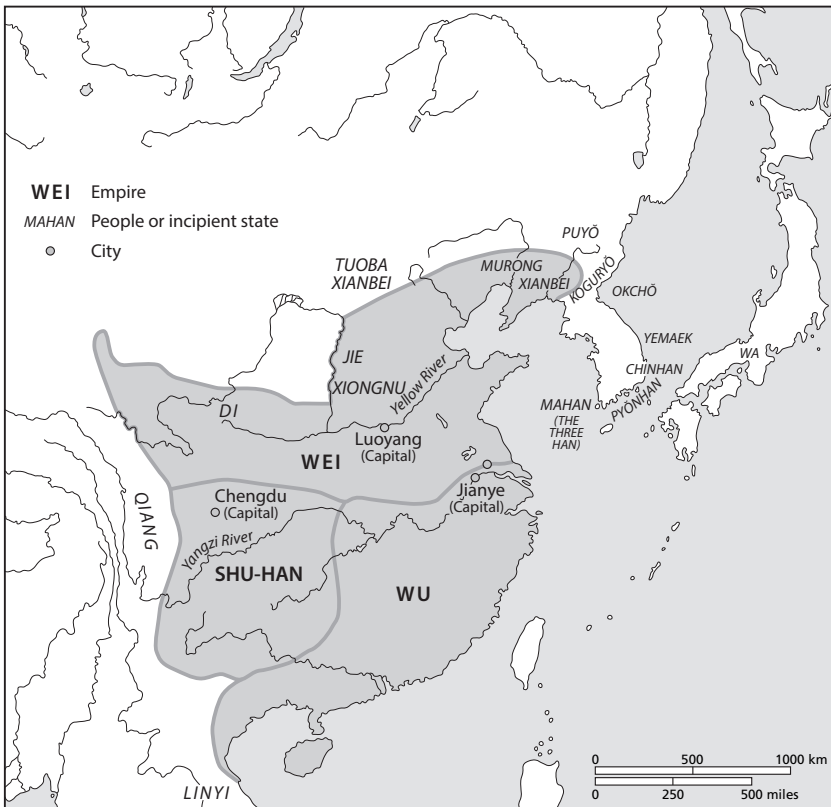 WEI Empire
MAHAN People or incipient state
City
PUYŎ
TUOBA
XIANBEI
MURONG
XIANBEI
KOGURYŎ
OKCHŎ
YEMAEK
WA
CHINHAN
PYŎNHAN
MAHAN
(THE
THREE
HAN)
JIE
XIONGNU
Yellow River
DI
Luoyang
(Capital)
WEI
QIANG
Chengdu
(Capital)
Jianye
(Capital)
Yangzi River
SHU-HAN
WU
LINYI
0 500 1000 km
0 250 500 miles